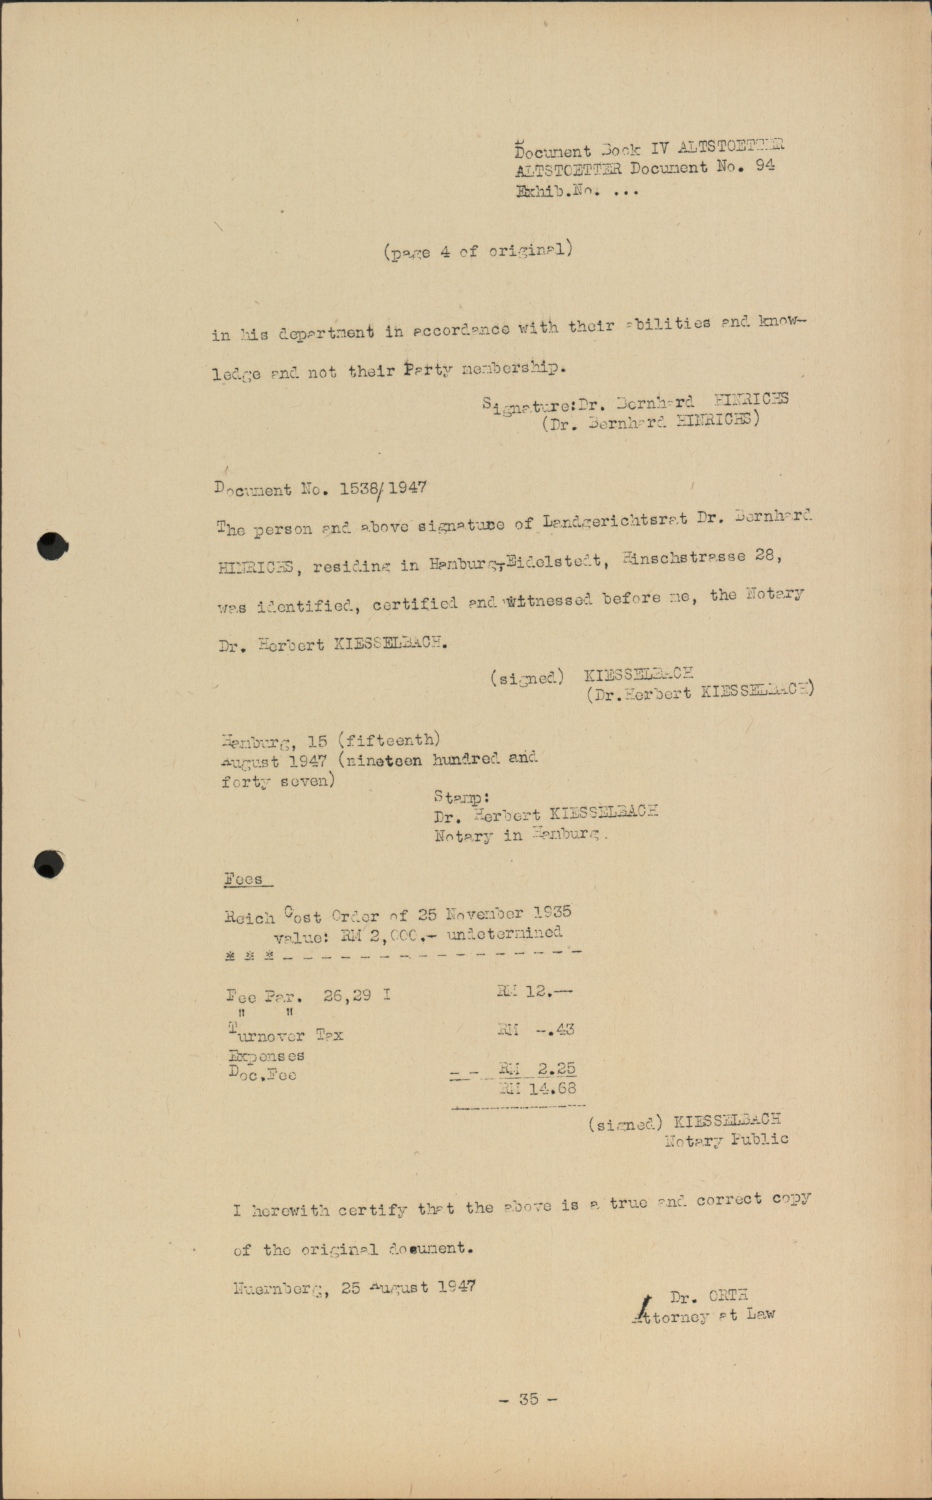 Document Book IV ALTSTOETTER
ALTSTOETTER Document No. 94
Exhib.No. ...
(page 4 of original)
in his department in accordance with their abilities and know-
ledge and not their Party membership.
Signature:Dr. Bernhard HINRICHS
(Dr. Bernhard HINRICHS)
Document No. 1538/1947
The person and above signature of Landgerichtsrat Dr. Bernhard
HINRICHS, residing in Hamburg-Eidelstedt, Hinschstrasse 28,
was identified, certified and witnessed before me, the Notary
Dr. Herbert KIESSELBACH.
(signed) KIESSELBACH
(Dr.Herbert KIESSELBACH)
Hamburg, 15 (fifteenth)
August 1947 (nineteen hundred and
forty seven)
Stamp:
Dr. Herbert KIESSELBACH
Notary in Hamburg.
Fees
Reich Cost Order of 25 November 1935
value: RM 2,000.- undetermined
* * * - - - - - - - - - - - - - - - -
Fee Par. 26,29 I RM 12.--
" "
Turnover Tax RM -.43
Expenses
Doc.Fee - - RM 2.25
RM 14.68
(signed) KIESSELBACH
Notary Public
I herewith certify that the above is a true and correct copy
of the original document.
Nuernberg, 25 August 1947
Dr. ORTH
Attorney at Law
- 35 -